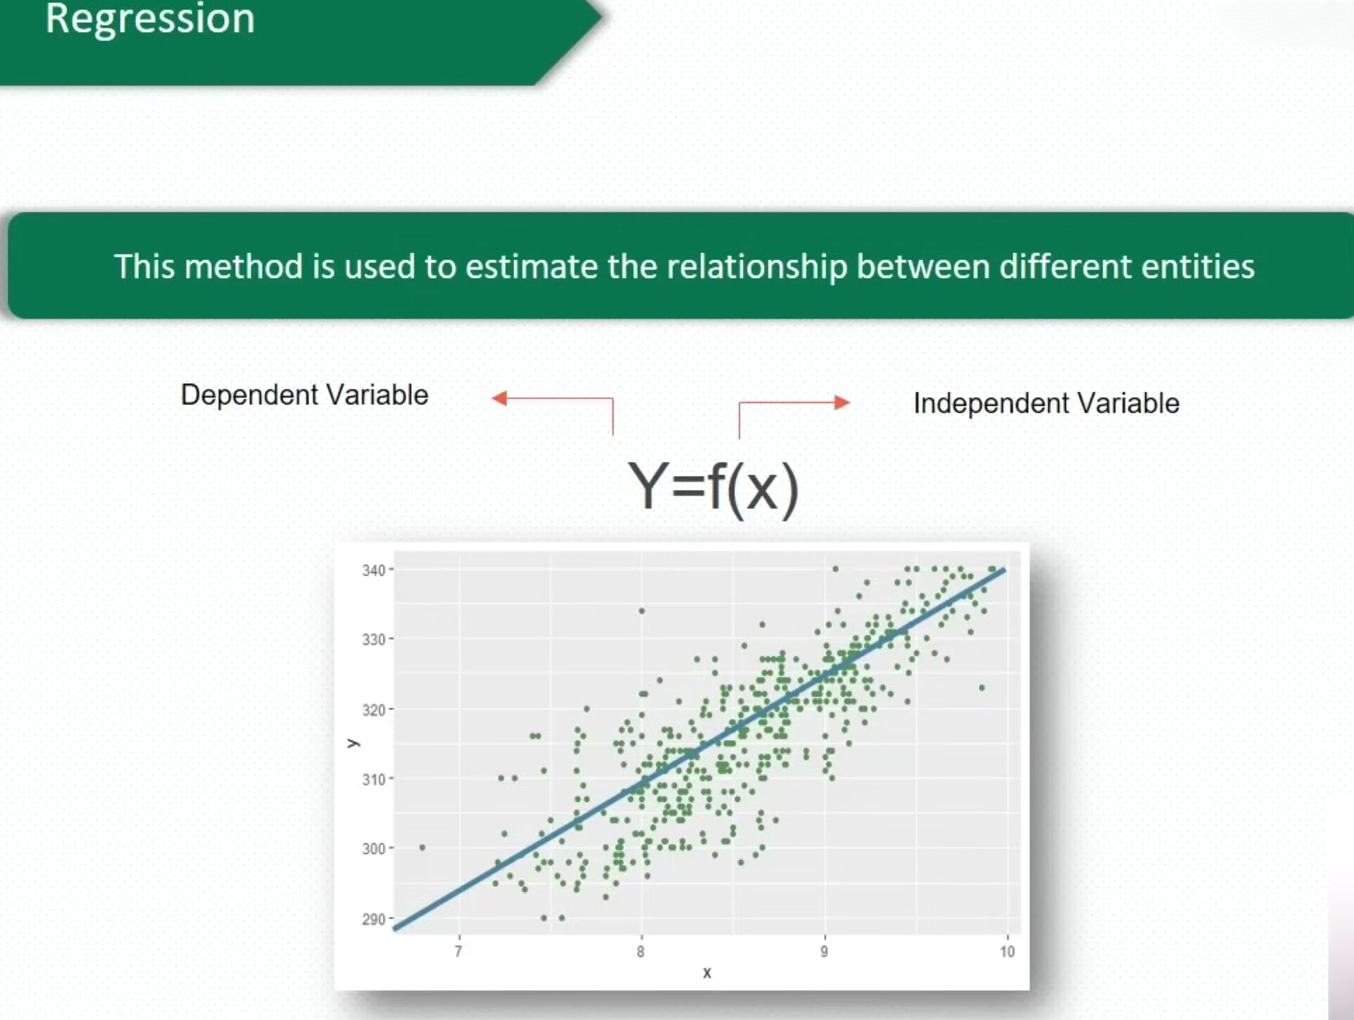 Regression
This method is used to estimate the relationship between different entities
Dependent Variable
Independent Variable
Y=f(x)
340
330
320
310
300
290
y
7 8 9 10
x